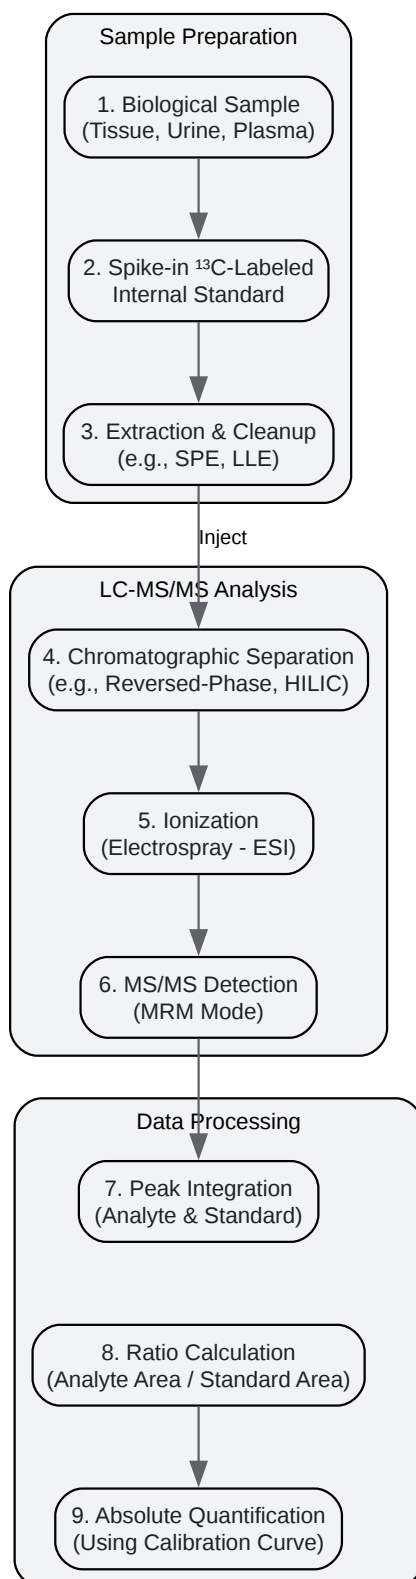 Sample Preparation
1. Biological Sample
(Tissue, Urine, Plasma)
2. Spike-in ¹³C-Labeled
Internal Standard
3. Extraction & Cleanup
(e.g., SPE, LLE)
Inject
LC-MS/MS Analysis
4. Chromatographic Separation
(e.g., Reversed-Phase, HILIC)
5. Ionization
(Electrospray - ESI)
6. MS/MS Detection
(MRM Mode)
Data Processing
7. Peak Integration
(Analyte & Standard)
8. Ratio Calculation
(Analyte Area / Standard Area)
9. Absolute Quantification
(Using Calibration Curve)